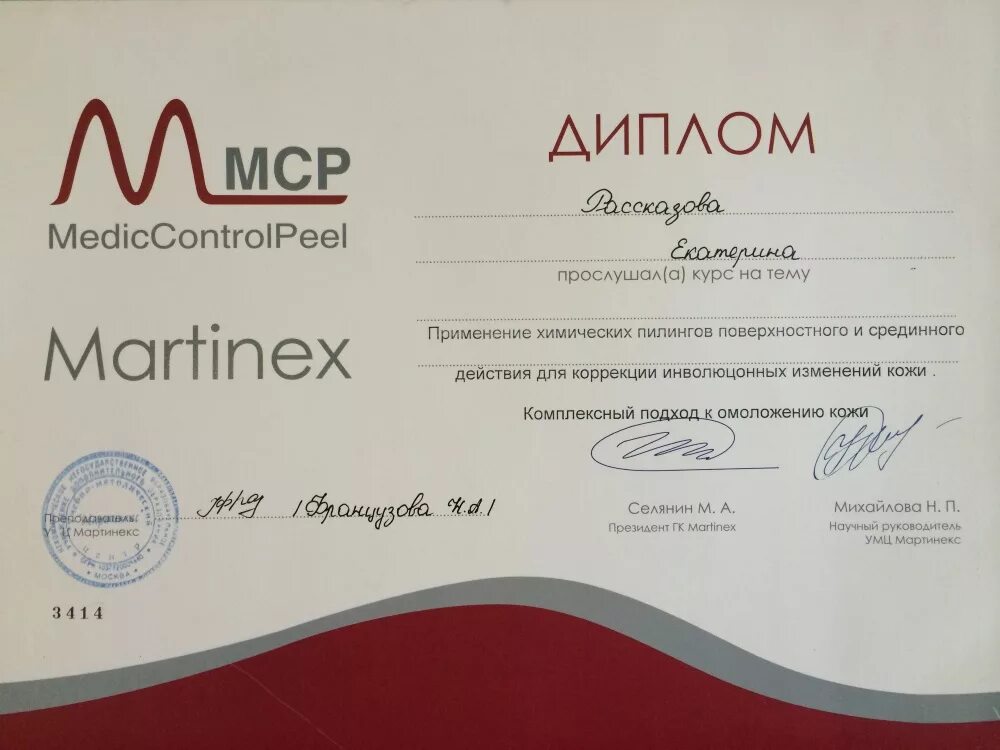 MCP
MedicControlPeel
Martinex
ДИПЛОМ
Рассказова
Екатерина
прослушал(а) курс на тему
Применение химических пилингов поверхностного и срединного
действия для коррекции инволюцонных изменений кожи .
Комплексный подход к омоложению кожи
Преподаватель
УМЦ Мартинекс
/Французова Н.А/
Селянин М. А.
Президент ГК Martinex
Михайлова Н. П.
Научный руководитель
УМЦ Мартинекс
МОСКВА
3414